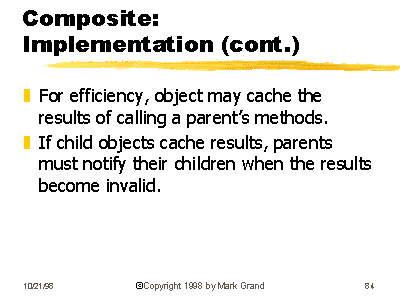 Composite:
Implementation (cont.)
For efficiency, object may cache the
results of calling a parent's methods.
If child objects cache results, parents
must notify their children when the results
become invalid.
10/21/98 ©Copyright 1998 by Mark Grand 84